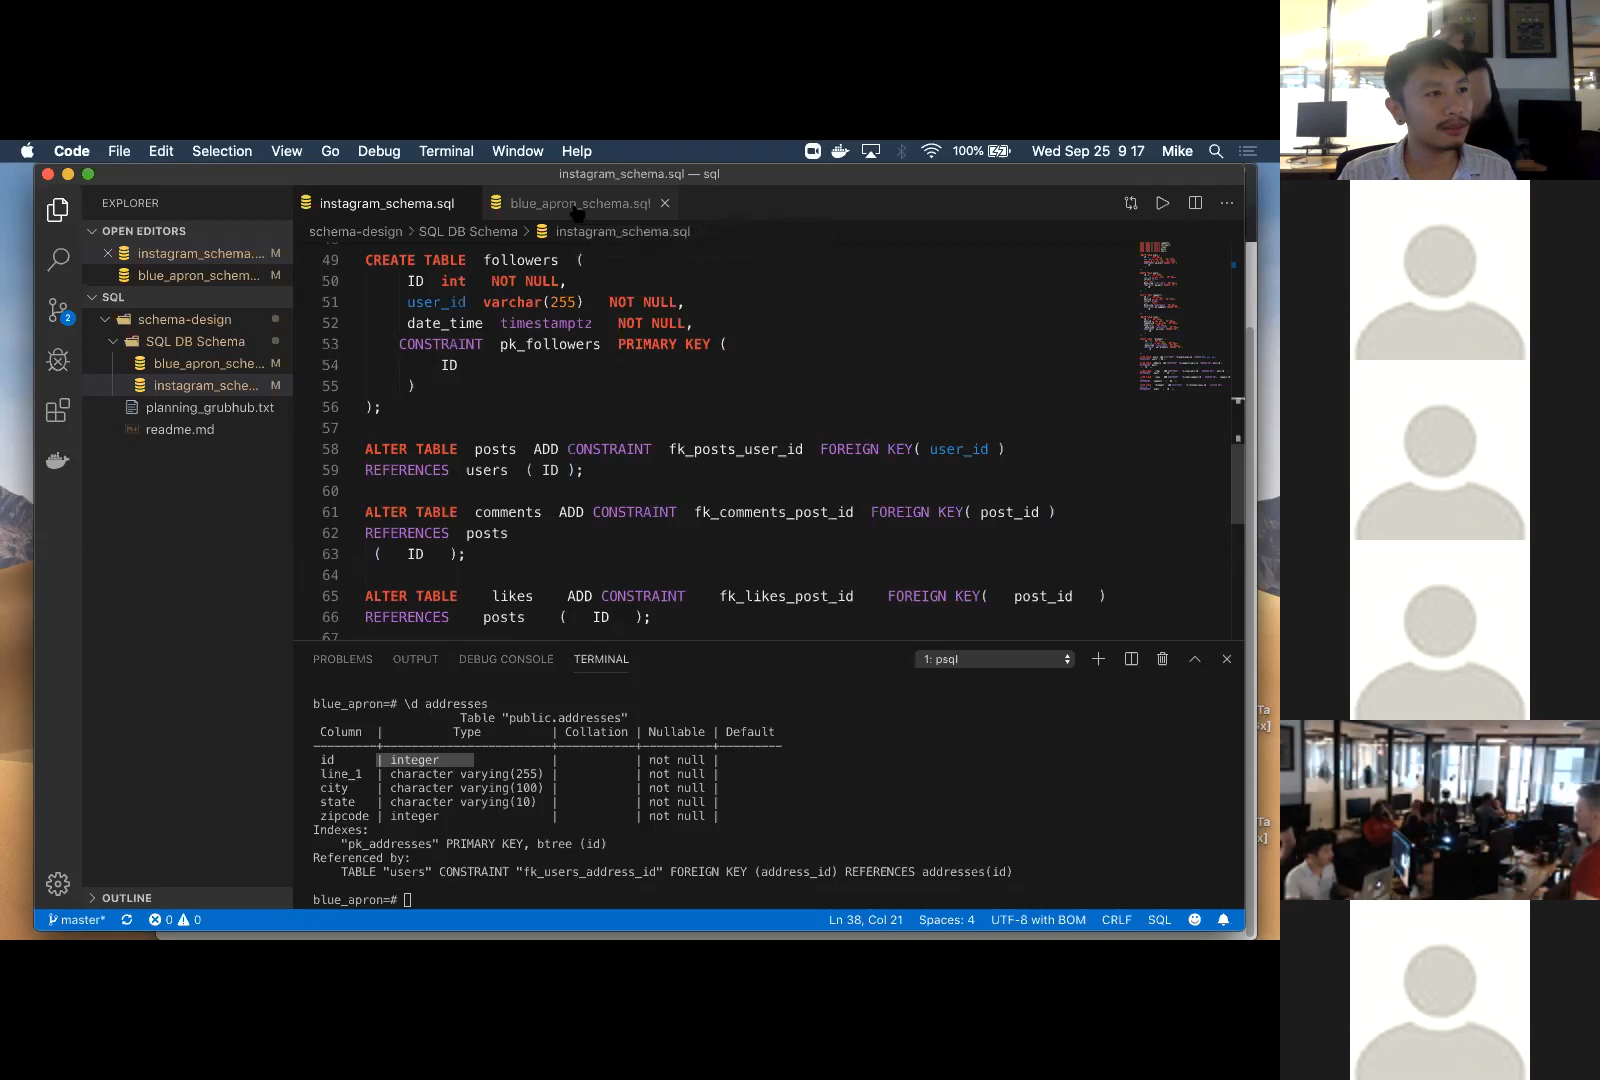 Code File Edit Selection View Go Debug Terminal Window Help 100% Wed Sep 25 9 17 Mike
instagram_schema.sql — sql
EXPLORER
OPEN EDITORS
instagram_schema.... M
blue_apron_schem... M
SQL
schema-design
SQL DB Schema
blue_apron_sche... M
instagram_sche... M
planning_grubhub.txt
readme.md
OUTLINE
2
instagram_schema.sql blue_apron_schema.sql
schema-design > SQL DB Schema > instagram_schema.sql
49 CREATE TABLE followers (
50 ID int NOT NULL,
51 user_id varchar(255) NOT NULL,
52 date_time timestamptz NOT NULL,
53 CONSTRAINT pk_followers PRIMARY KEY (
54 ID
55 )
56 );
57
58 ALTER TABLE posts ADD CONSTRAINT fk_posts_user_id FOREIGN KEY( user_id )
59 REFERENCES users ( ID );
60
61 ALTER TABLE comments ADD CONSTRAINT fk_comments_post_id FOREIGN KEY( post_id )
62 REFERENCES posts
63 ( ID );
64
65 ALTER TABLE likes ADD CONSTRAINT fk_likes_post_id FOREIGN KEY( post_id )
66 REFERENCES posts ( ID );
67
PROBLEMS OUTPUT DEBUG CONSOLE TERMINAL 1: psql
blue_apron=# \d addresses
Table "public.addresses"
Column | Type | Collation | Nullable | Default
---------+------------------------+-----------+----------+---------
id | integer | | not null |
line_1 | character varying(255) | | not null |
city | character varying(100) | | not null |
state | character varying(10) | | not null |
zipcode | integer | | not null |
Indexes:
"pk_addresses" PRIMARY KEY, btree (id)
Referenced by:
TABLE "users" CONSTRAINT "fk_users_address_id" FOREIGN KEY (address_id) REFERENCES addresses(id)
blue_apron=#
master* 0 0 Ln 38, Col 21 Spaces: 4 UTF-8 with BOM CRLF SQL